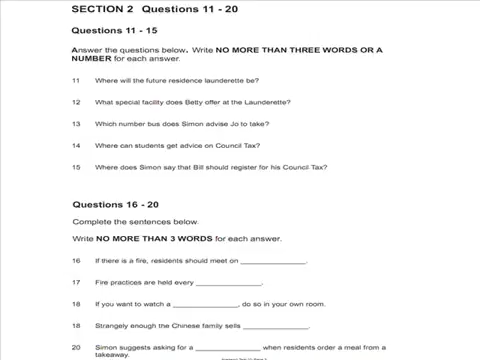 SECTION 2 Questions 11 - 20
Questions 11 - 15
Answer the questions below. Write NO MORE THAN THREE WORDS OR A
NUMBER for each answer.
11 Where will the future residence launderette be?
12 What special facility does Betty offer at the Launderette?
13 Which number bus does Simon advise Jo to take?
14 Where can students get advice on Council Tax?
15 Where does Simon say that Bill should register for his Council Tax?
Questions 16 - 20
Complete the sentences below.
Write NO MORE THAN 3 WORDS for each answer.
16 If there is a fire, residents should meet on ______________.
17 Fire practices are held every ______________.
18 If you want to watch a ______________, do so in your own room.
18 Strangely enough the Chinese family sells ______________.
20 Simon suggests asking for a ______________ when residents order a meal from a
takeaway.